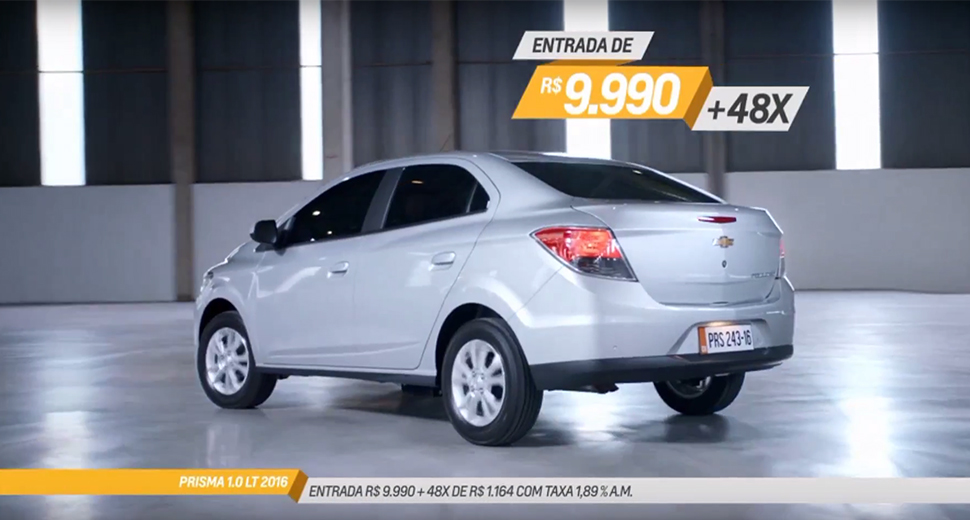 ENTRADA DE
R$ 9.990
+48X
PRS 243-16
PRISMA 1.0 LT 2016
ENTRADA R$ 9.990 + 48X DE R$ 1.164 COM TAXA 1,89 % A.M.